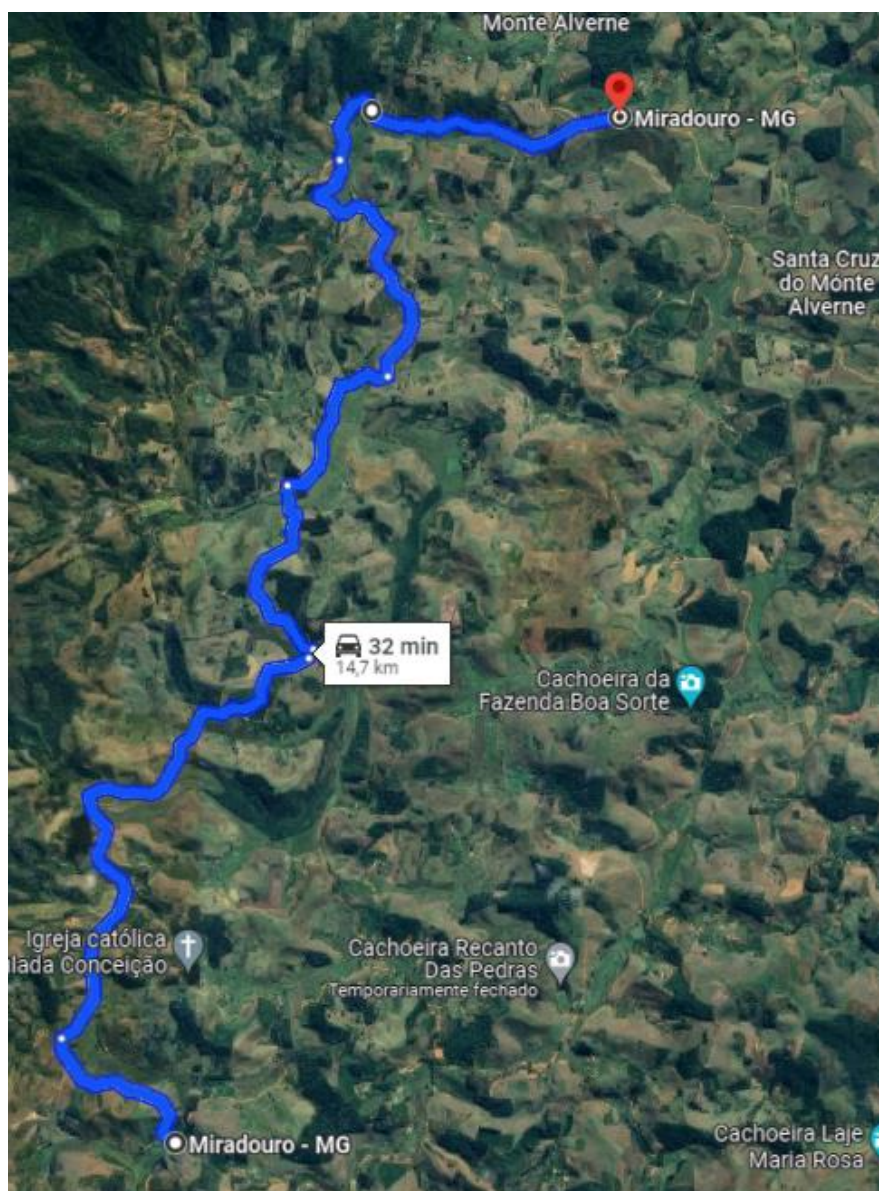 Monte Alverne
Miradouro - MG
Santa Cruz
do Monte
Alverne
32 min
14,7 km
Cachoeira da
Fazenda Boa Sorte
Igreja católica
lada Conceição
Cachoeira Recanto
Das Pedras
Temporariamente fechado
Miradouro - MG
Cachoeira Laje
Maria Rosa